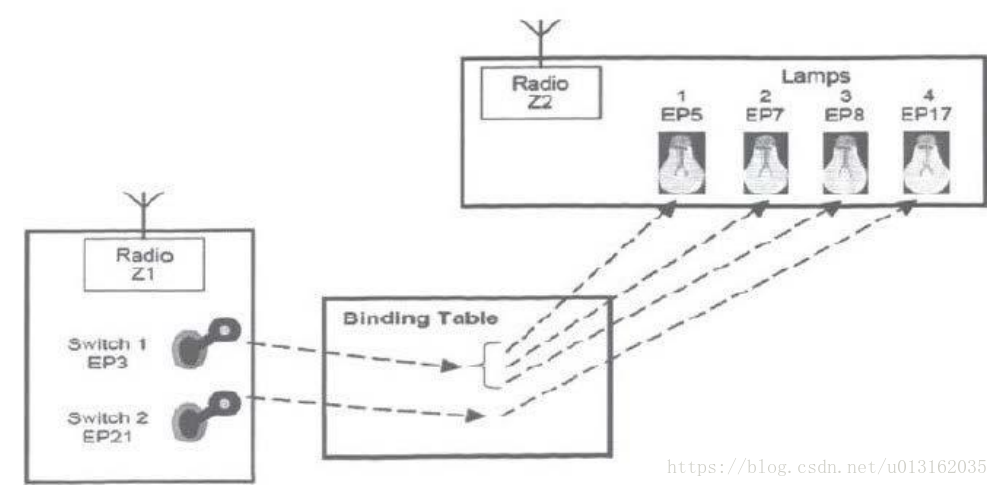 Radio
Z2
Lamps
1
2
3
4
EP5
EP7
EP8
EP17
Radio
Z1
Switch 1
EP3
Switch 2
EP21
Binding Table
https://blog.csdn.net/u013162035